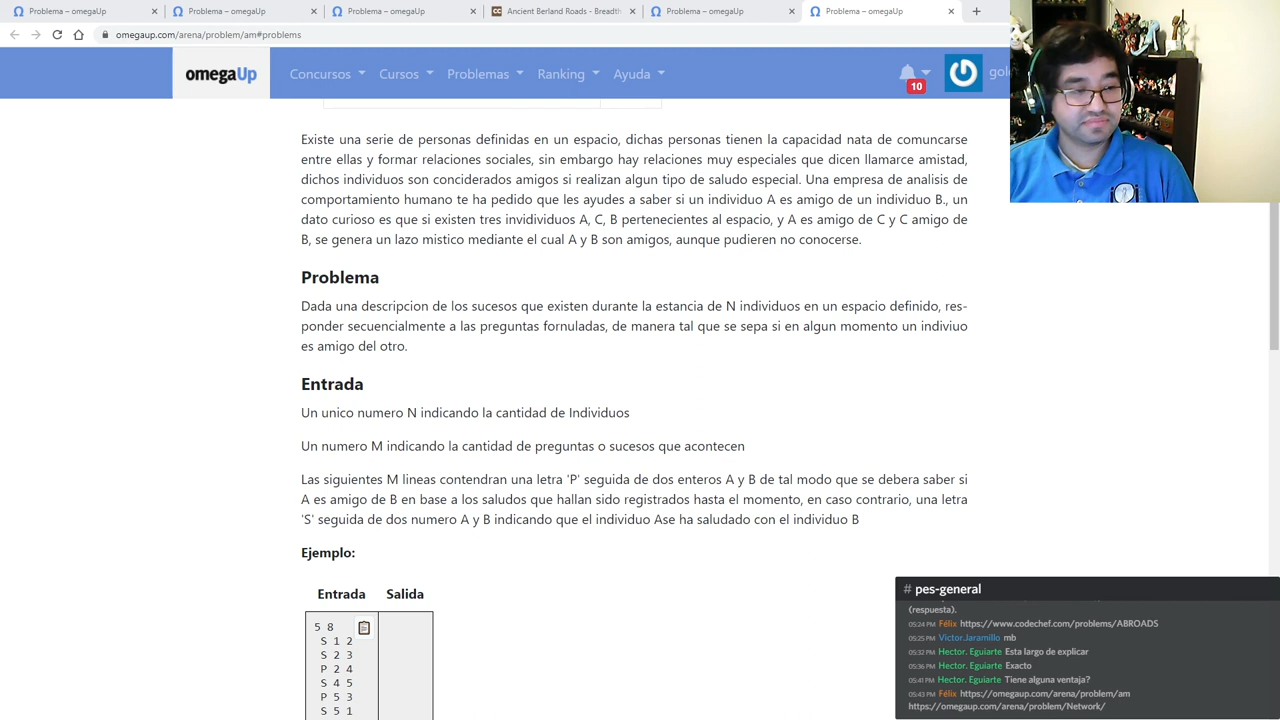 Problema – omegaUp
Problema – omegaUp
Problema – omegaUp
Ancient Berland Roads - Breadth
Problema – omegaUp
Problema – omegaUp
omegaup.com/arena/problem/am#problems
omegaUp
Concursos
Cursos
Problemas
Ranking
Ayuda
10
Existe una serie de personas definidas en un espacio, dichas personas tienen la capacidad nata de comuncarse
entre ellas y formar relaciones sociales, sin embargo hay relaciones muy especiales que dicen llamarce amistad,
dichos individuos son conciderados amigos si realizan algun tipo de saludo especial. Una empresa de analisis de
comportamiento humano te ha pedido que les ayudes a saber si un individuo A es amigo de un individuo B., un
dato curioso es que si existen tres invidividuos A, C, B pertenecientes al espacio, y A es amigo de C y C amigo de
B, se genera un lazo mistico mediante el cual A y B son amigos, aunque pudieren no conocerse.
Problema
Dada una descripcion de los sucesos que existen durante la estancia de N individuos en un espacio definido, res-
ponder secuencialmente a las preguntas fornuladas, de manera tal que se sepa si en algun momento un indiviuo
es amigo del otro.
Entrada
Un unico numero N indicando la cantidad de Individuos
Un numero M indicando la cantidad de preguntas o sucesos que acontecen
Las siguientes M lineas contendran una letra 'P' seguida de dos enteros A y B de tal modo que se debera saber si
A es amigo de B en base a los saludos que hallan sido registrados hasta el momento, en caso contrario, una letra
'S' seguida de dos numero A y B indicando que el individuo Ase ha saludado con el individuo B
Ejemplo:
Entrada Salida
5 8
S 1 2
S 2 3
P 2 4
S 4 5
P 5 3
S 5 1
# pes-general
(respuesta).
05:24 PM Félix https://www.codechef.com/problems/ABROADS
05:25 PM Victor.Jaramillo mb
05:32 PM Hector. Eguiarte Esta largo de explicar
05:36 PM Hector. Eguiarte Exacto
05:41 PM Hector. Eguiarte Tiene alguna ventaja?
05:43 PM Félix https://omegaup.com/arena/problem/am
https://omegaup.com/arena/problem/Network/